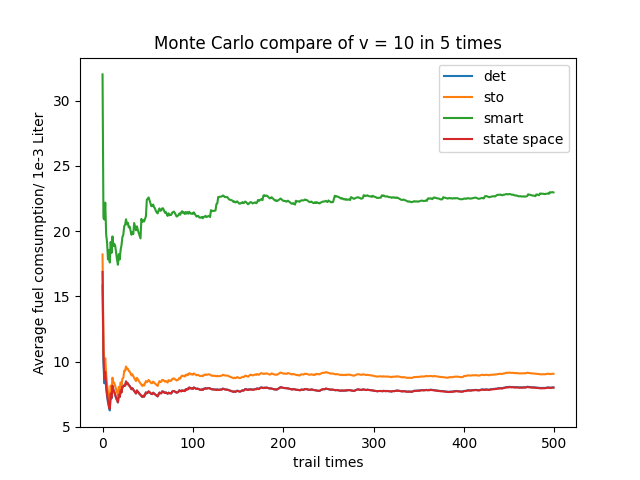 Monte Carlo compare of v = 10 in 5 times
det
sto
smart
state space
30
25
20
15
10
5
Average fuel comsumption/ 1e-3 Liter
0
100
200
300
400
500
trail times